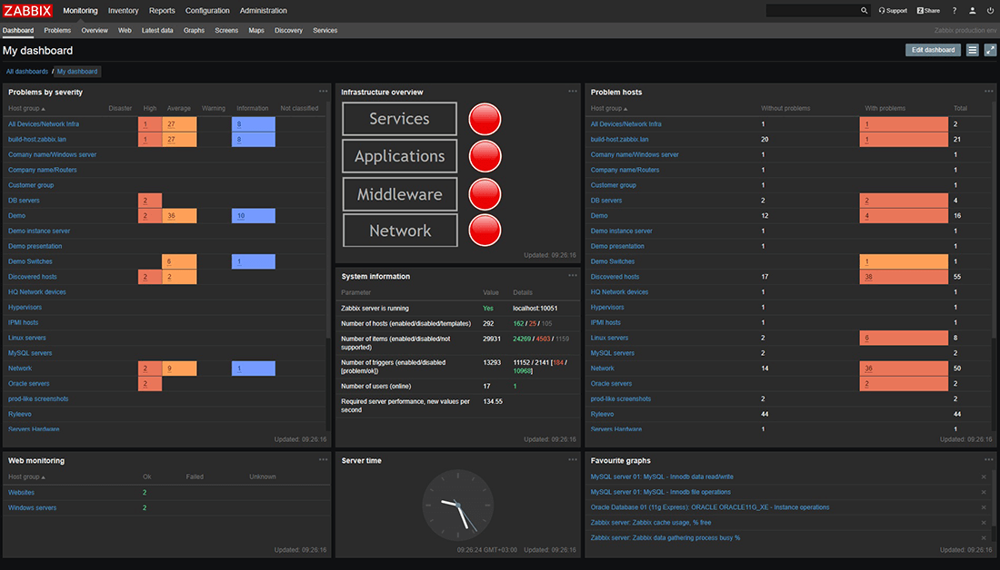 ZABBIX Monitoring Inventory Reports Configuration Administration Support Share ?
Dashboard Problems Overview Web Latest data Graphs Screens Maps Discovery Services Zabbix production env
My dashboard Edit dashboard
All dashboards / My dashboard
Problems by severity
Host group Disaster High Average Warning Information Not classified
All Devices/Network Infra 1 27 8
build-host.zabbix.lan 1 27 8
Comany name/Windows server
Company name/Routers
Customer group
DB servers 2
Demo 2 36 10
Demo instance server
Demo presentation
Demo Switches 6 1
Discovered hosts 2 2
HQ Network devices
Hypervisors
IPMI hosts
Linux servers
MySQL servers
Network 2 9 1
Oracle servers 2
prod-like screenshots
Ryleevo
Servers Hardware
Updated: 09:26:16
Infrastructure overview
Services
Applications
Middleware
Network
Updated: 09:26:16
System information
Parameter Value Details
Zabbix server is running Yes localhost:10051
Number of hosts (enabled/disabled/templates) 292 162 / 25 / 105
Number of items (enabled/disabled/not 29931 24269 / 4503 / 1159
supported)
Number of triggers (enabled/disabled 13293 11152 / 2141 [184 /
[problem/ok]) 10968]
Number of users (online) 17 1
Required server performance, new values per 134.55
second
Updated: 09:26:16
Problem hosts
Host group Without problems With problems Total
All Devices/Network Infra 1 1 2
build-host.zabbix.lan 20 1 21
Comany name/Windows server 1 1
Company name/Routers 1 1
Customer group 1 1
DB servers 2 2 4
Demo 12 4 16
Demo instance server 1 1
Demo presentation 1 1
Demo Switches 1 1
Discovered hosts 17 38 55
HQ Network devices 1 1
Hypervisors 1 1
IPMI hosts 1 1
Linux servers 2 6 8
MySQL servers 2 2
Network 14 36 50
Oracle servers 2 2
prod-like screenshots 2 2
Ryleevo 44 44
Servers Hardware 1 1
Updated: 09:26:16
Web monitoring
Host group Ok Failed Unknown
Websites 2
Windows servers 2
Updated: 09:26:16
Server time
09:26:24 GMT+03:00 Updated: 09:26:16
Favourite graphs
MySQL server 01: MySQL - Innodb data read/write
MySQL server 01: MySQL - Innodb file operations
Oracle Database 01 (11g Express): ORACLE ORACLE11G_XE - Instance operations
Zabbix server: Zabbix cache usage, % free
Zabbix server: Zabbix data gathering process busy %
Updated: 09:26:16